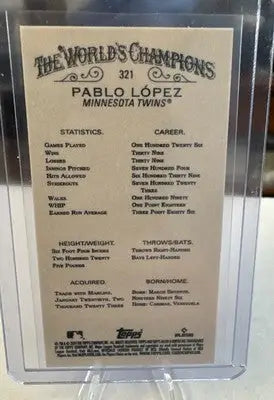 THE WORLD'S CHAMPIONS
321
PABLO LÓPEZ
MINNESOTA TWINS®
STATISTICS. CAREER.
GAMES PLAYED ONE HUNDRED TWENTY SIX
WINS THIRTY NINE
LOSSES THIRTY NINE
INNINGS PITCHED SEVEN HUNDRED FOUR
HITS ALLOWED SIX HUNDRED THIRTY NINE
STRIKEOUTS SEVEN HUNDRED TWENTY
THREE
WALKS ONE HUNDRED NINETY
WHIP ONE POINT EIGHTEEN
EARNED RUN AVERAGE THREE POINT EIGHTY SIX
HEIGHT/WEIGHT. THROWS/BATS.
SIX FOOT FOUR INCHES THROWS RIGHT-HANDED
TWO HUNDRED TWENTY BATS LEFT-HANDED
FIVE POUNDS
ACQUIRED. BORN/HOME.
TRADE WITH MARLINS, BORN: MARCH SEVENTH,
JANUARY TWENTIETH, TWO NINETEEN NINETY SIX
THOUSAND TWENTY THREE HOME: CABIMAS, VENEZUELA
Topps